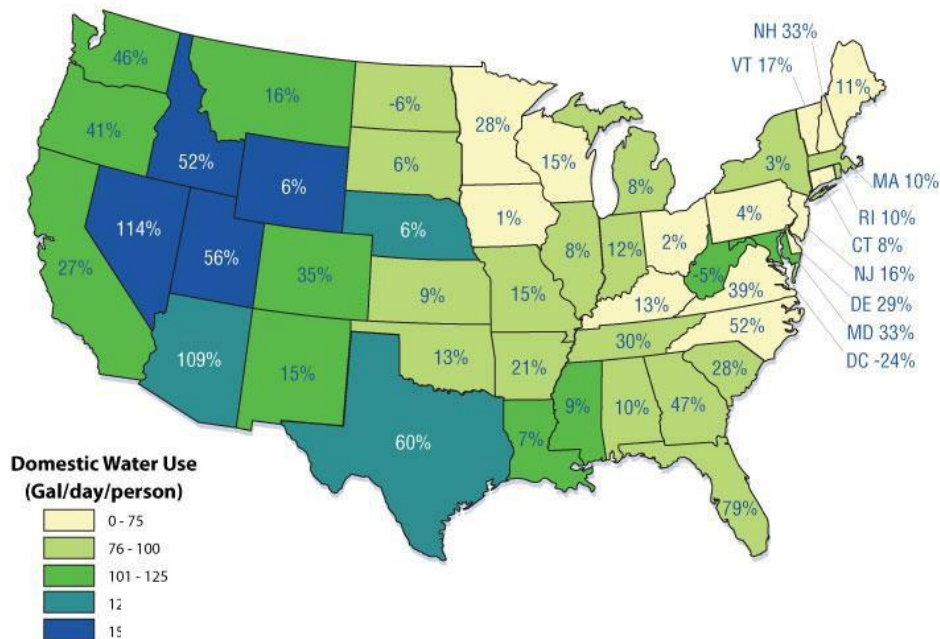 NH 33%
VT 17%
46%
16%
-6%
28%
11%
41%
52%
6%
6%
15%
8%
3%
MA 10%
114%
56%
6%
1%
4%
RI 10%
27%
35%
9%
8%
12%
2%
-5%
CT 8%
NJ 16%
15%
13%
39%
DE 29%
109%
15%
13%
21%
30%
52%
MD 33%
28%
DC -24%
60%
7%
9%
10%
47%
79%
Domestic Water Use
(Gal/day/person)
0 - 75
76 - 100
101 - 125